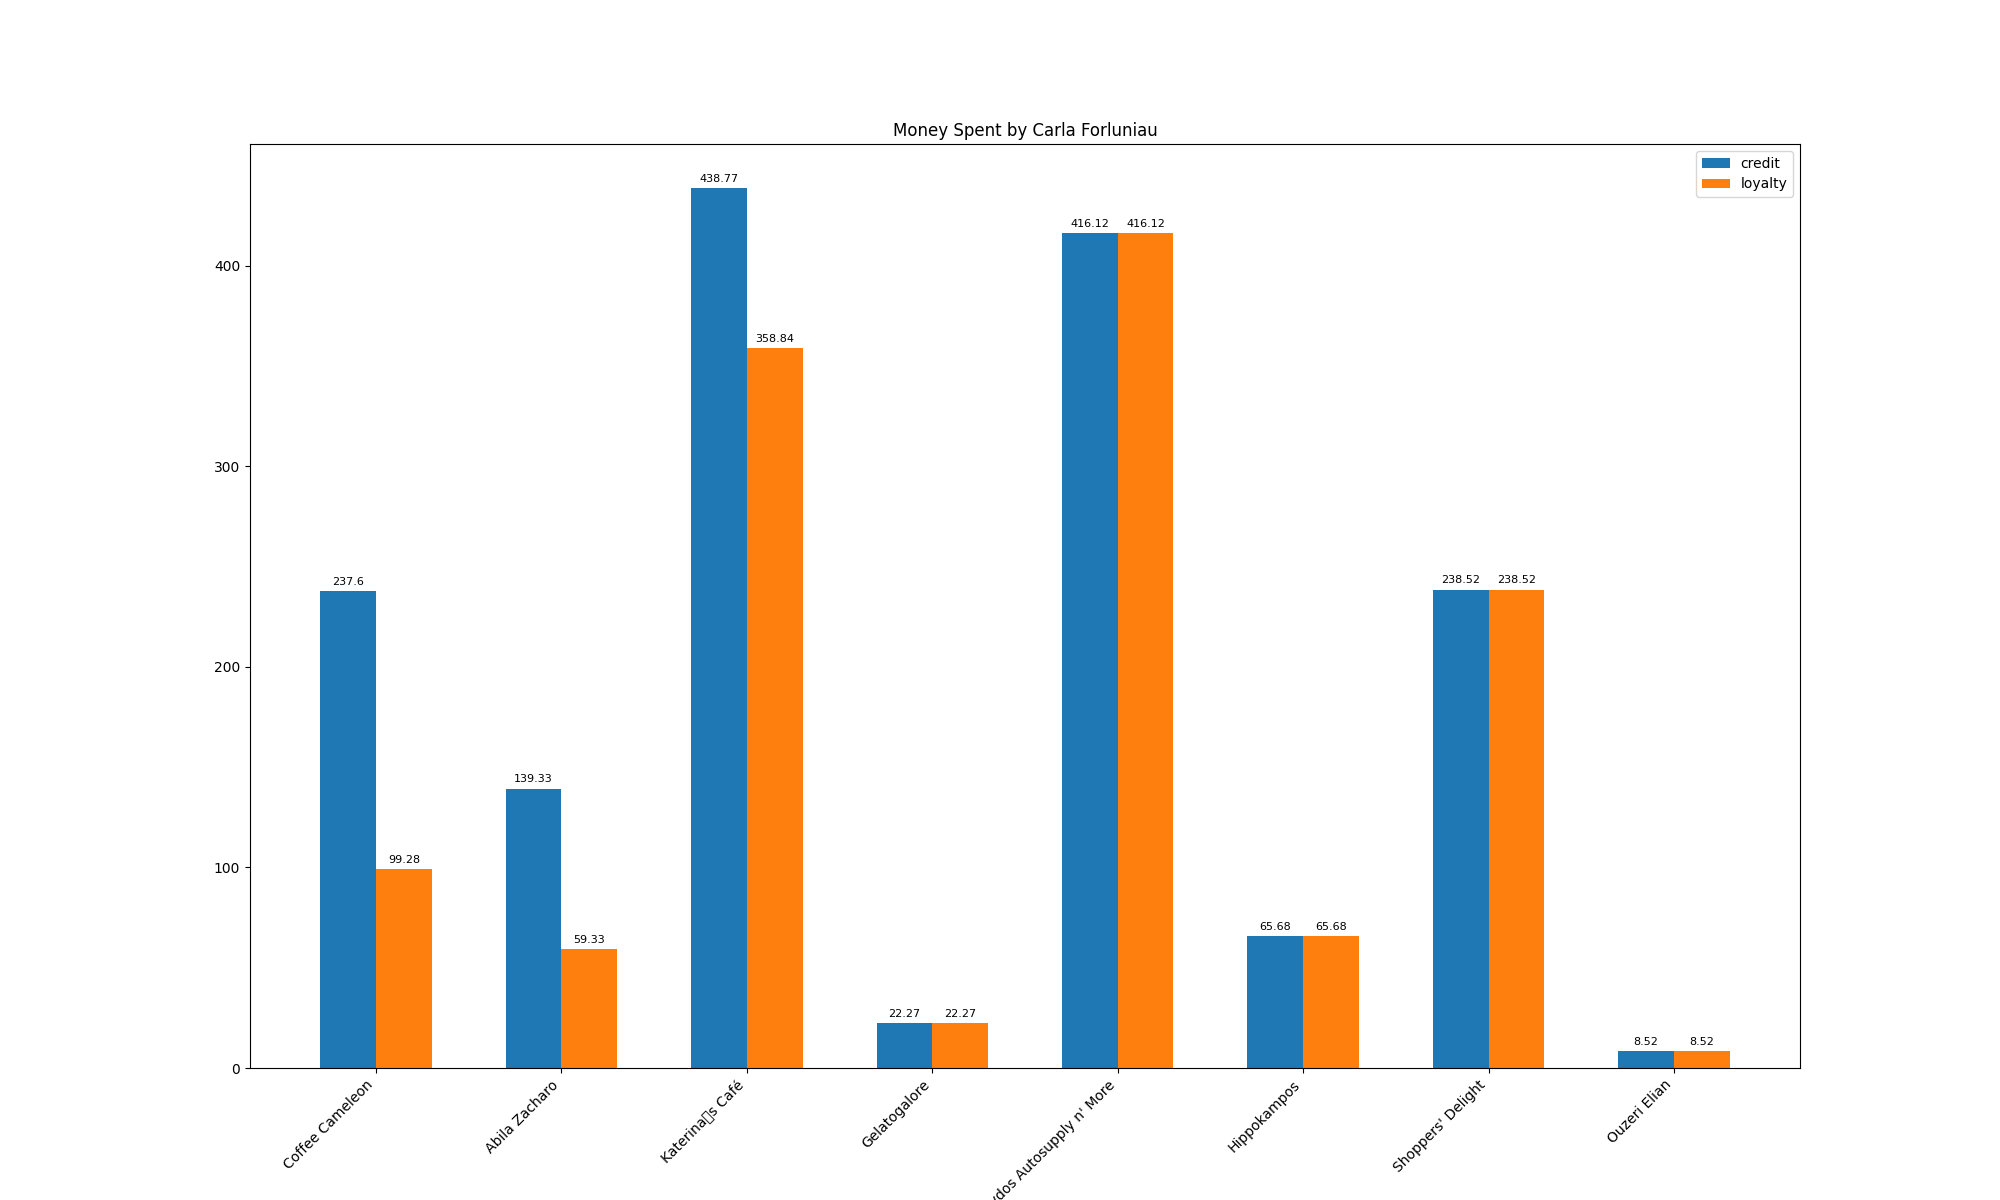 Money Spent by Carla Forluniau
credit
loyalty
438.77
416.12 416.12
400
358.84
300
237.6
238.52 238.52
200
139.33
100
99.28
59.33
65.68 65.68
22.27 22.27
8.52 8.52
0
Coffee Cameleon
Abila Zacharo
Katerina▯s Café
Gelatogalore
Autosupply n' More
Hippokampos
Shoppers' Delight
Ouzeri Elian